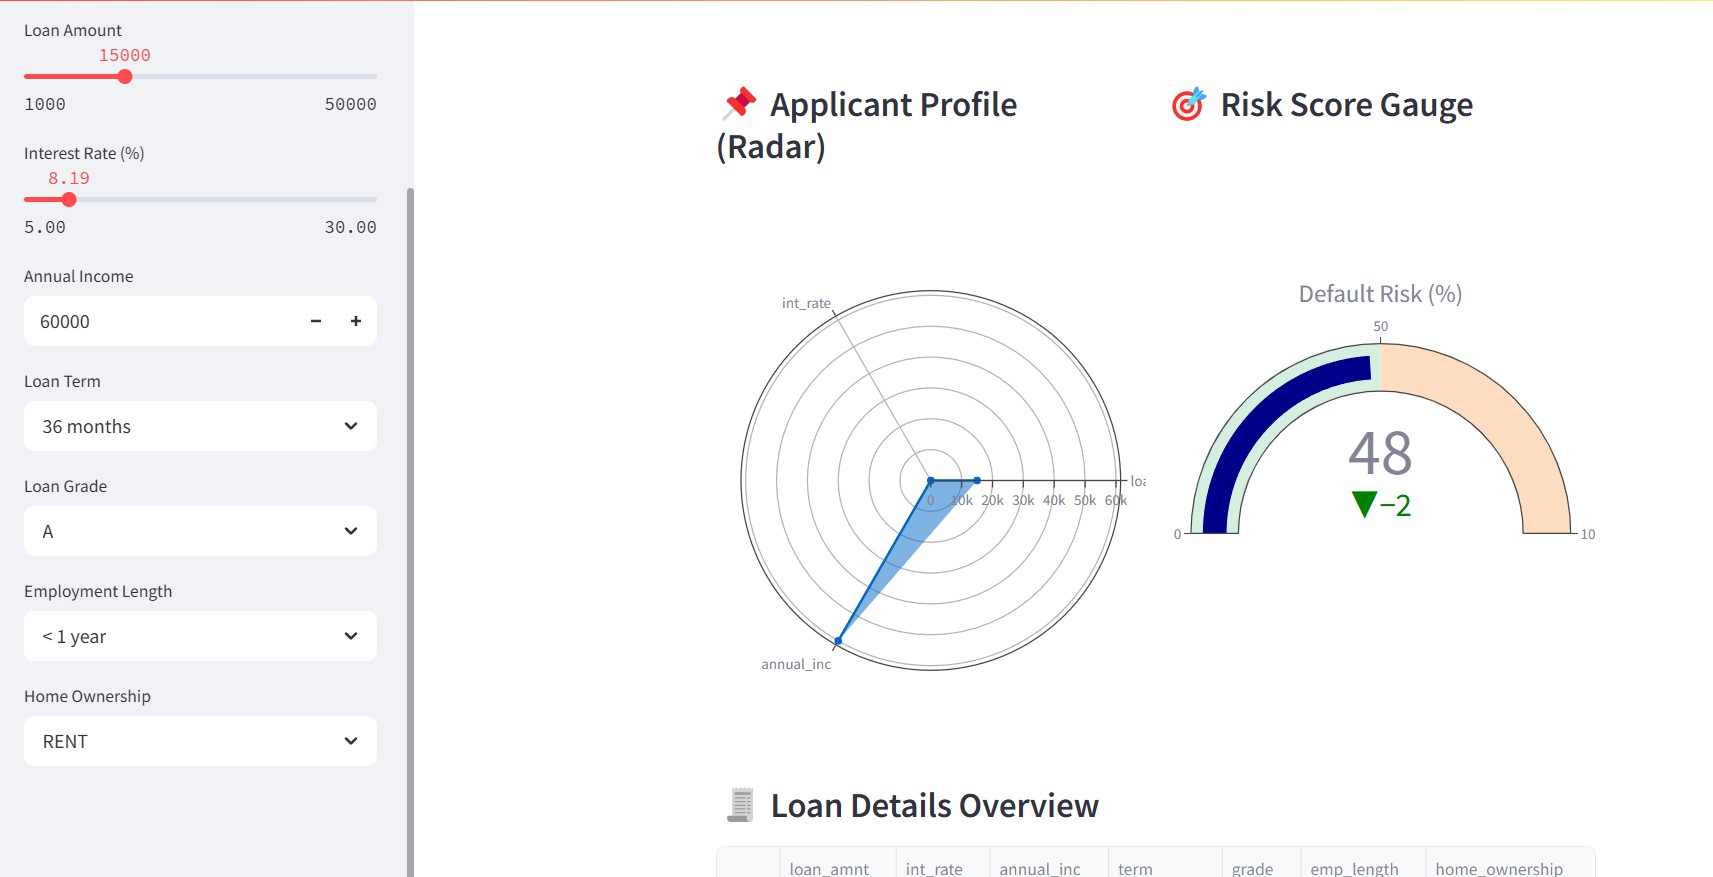 Loan Amount
15000
1000 50000
Interest Rate (%)
8.19
5.00 30.00
Annual Income
60000 − +
Loan Term
36 months
Loan Grade
A
Employment Length
< 1 year
Home Ownership
RENT
Applicant Profile
(Radar)
int_rate
loa
0 10k 20k 30k 40k 50k 60k
annual_inc
Risk Score Gauge
Default Risk (%)
50
48
▼−2
0 10
Loan Details Overview
loan_amnt int_rate annual_inc term grade emp_length home_ownership